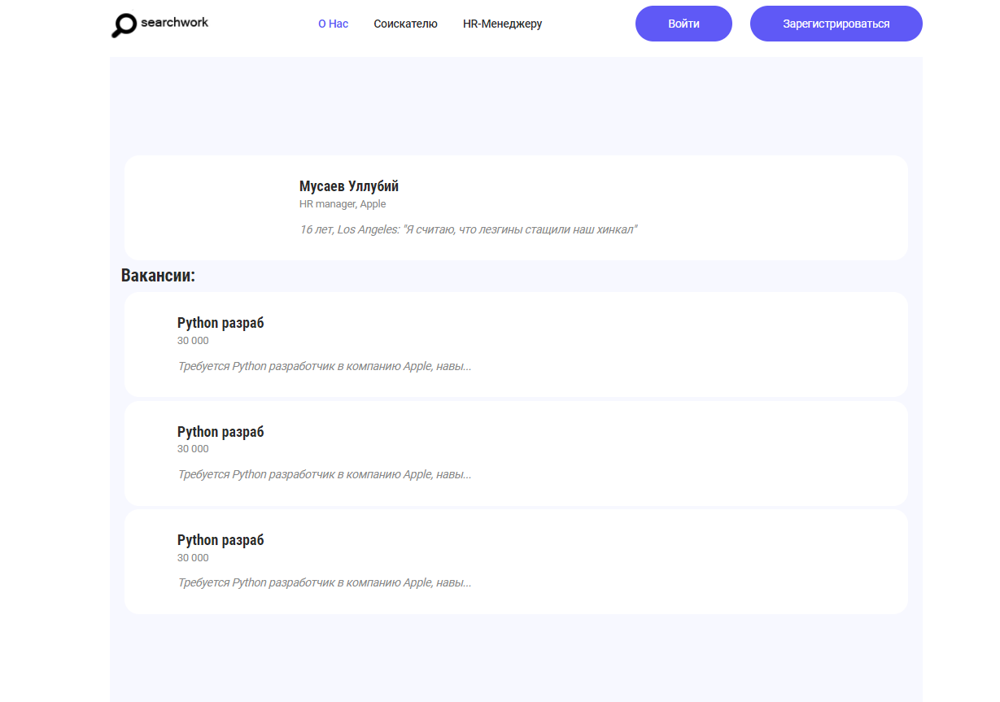 searchwork
О Нас
Соискателю
HR-Менеджеру
Войти
Зарегистрироваться
Мусаев Уллубий
HR manager, Apple
16 лет, Los Angeles: "Я считаю, что лезгины стащили наш хинкал"
Вакансии:
Python разраб
30 000
Требуется Python разработчик в компанию Apple, навы...
Python разраб
30 000
Требуется Python разработчик в компанию Apple, навы...
Python разраб
30 000
Требуется Python разработчик в компанию Apple, навы...